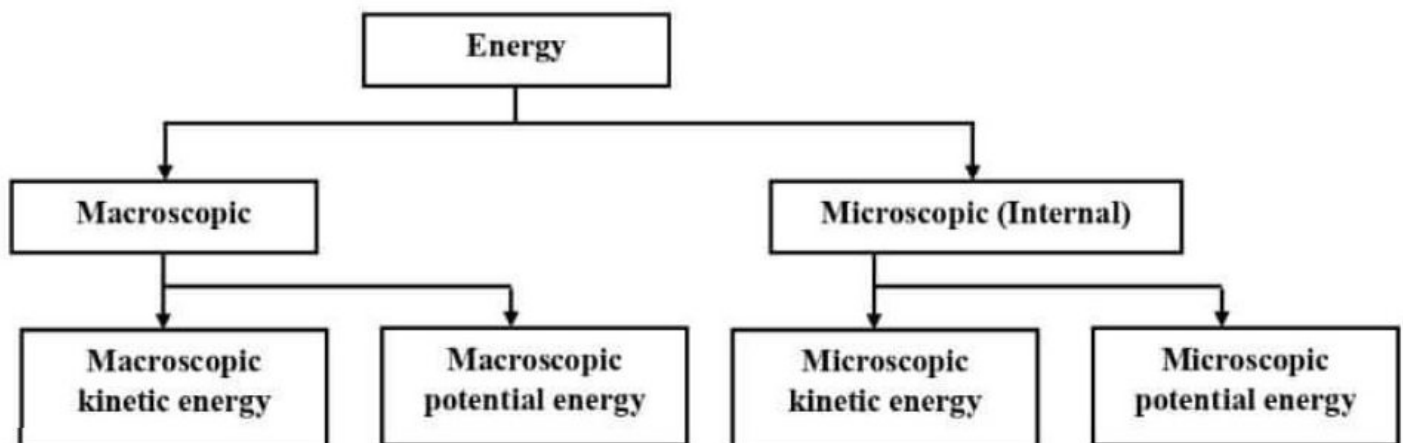 Energy
Macroscopic
Microscopic (Internal)
Macroscopic
kinetic energy
Macroscopic
potential energy
Microscopic
kinetic energy
Microscopic
potential energy